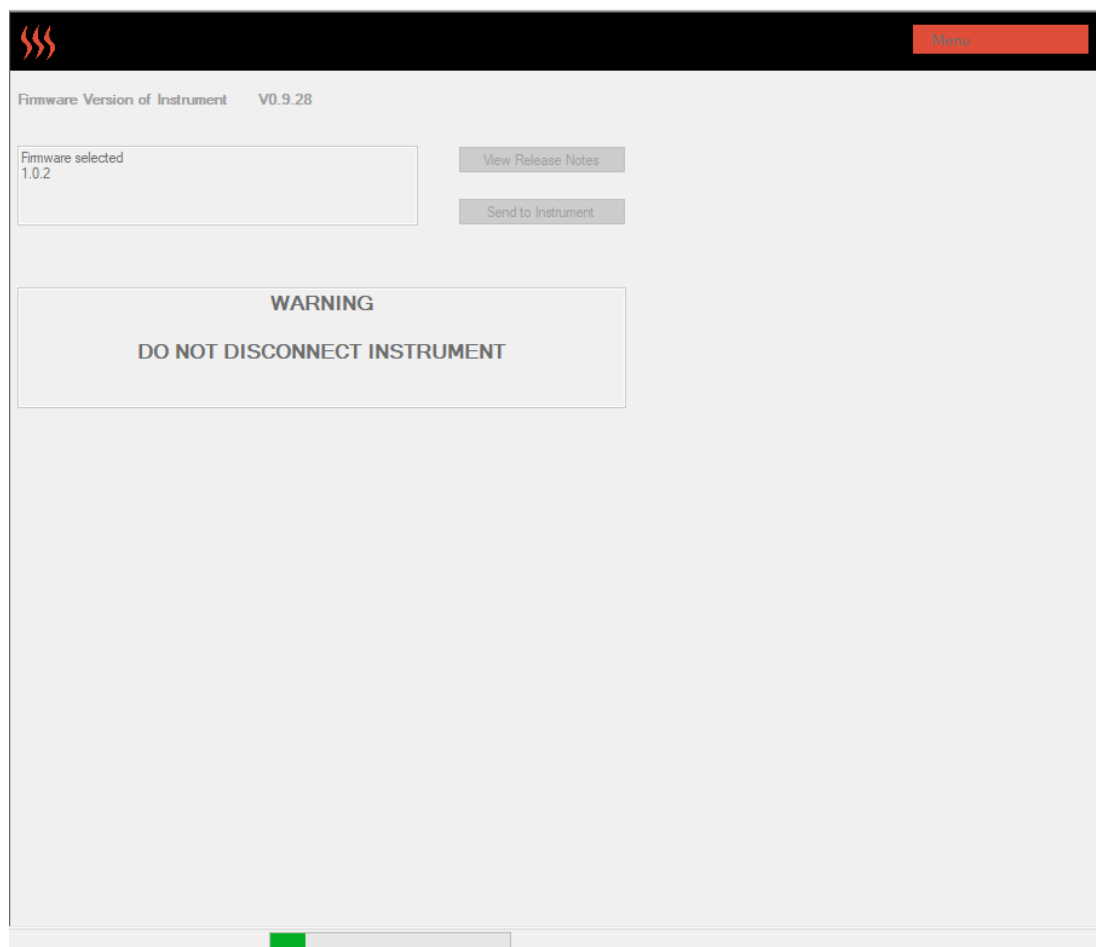 Menu
Firmware Version of Instrument V0.9.28
Firmware selected
1.0.2
View Release Notes
Send to Instrument
WARNING
DO NOT DISCONNECT INSTRUMENT